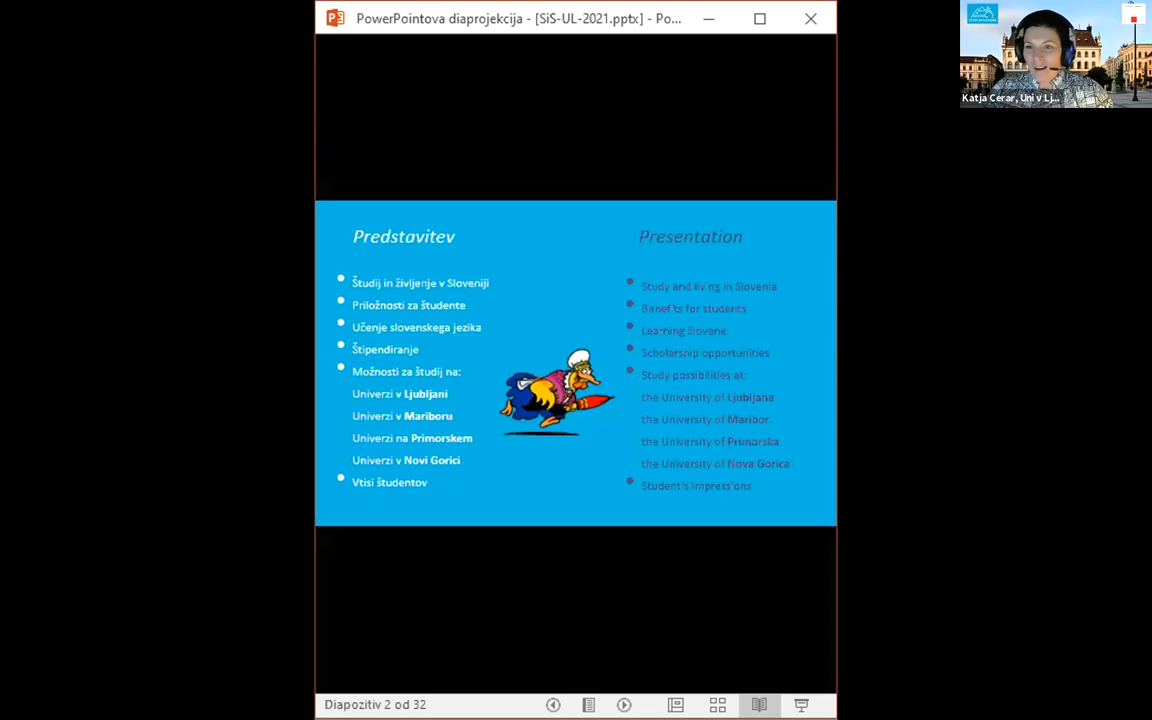 PowerPointova diaprojekcija - [SiS-UL-2021.pptx] - Po...
Katja Cerar, Uni v Lj...
Predstavitev
Študij in življenje v Sloveniji
Priložnosti za študente
Učenje slovenskega jezika
Štipendiranje
Možnosti za študij na:
Univerzi v Ljubljani
Univerzi v Mariboru
Univerzi na Primorskem
Univerzi v Novi Gorici
Vtisi študentov
Presentation
Study and living in Slovenia
Benefits for students
Learning Slovene
Scholarship opportunities
Study possibilities at:
the University of Ljubljana
the University of Maribor
the University of Primorska
the University of Nova Gorica
Student's impressions
Diapozitiv 2 od 32